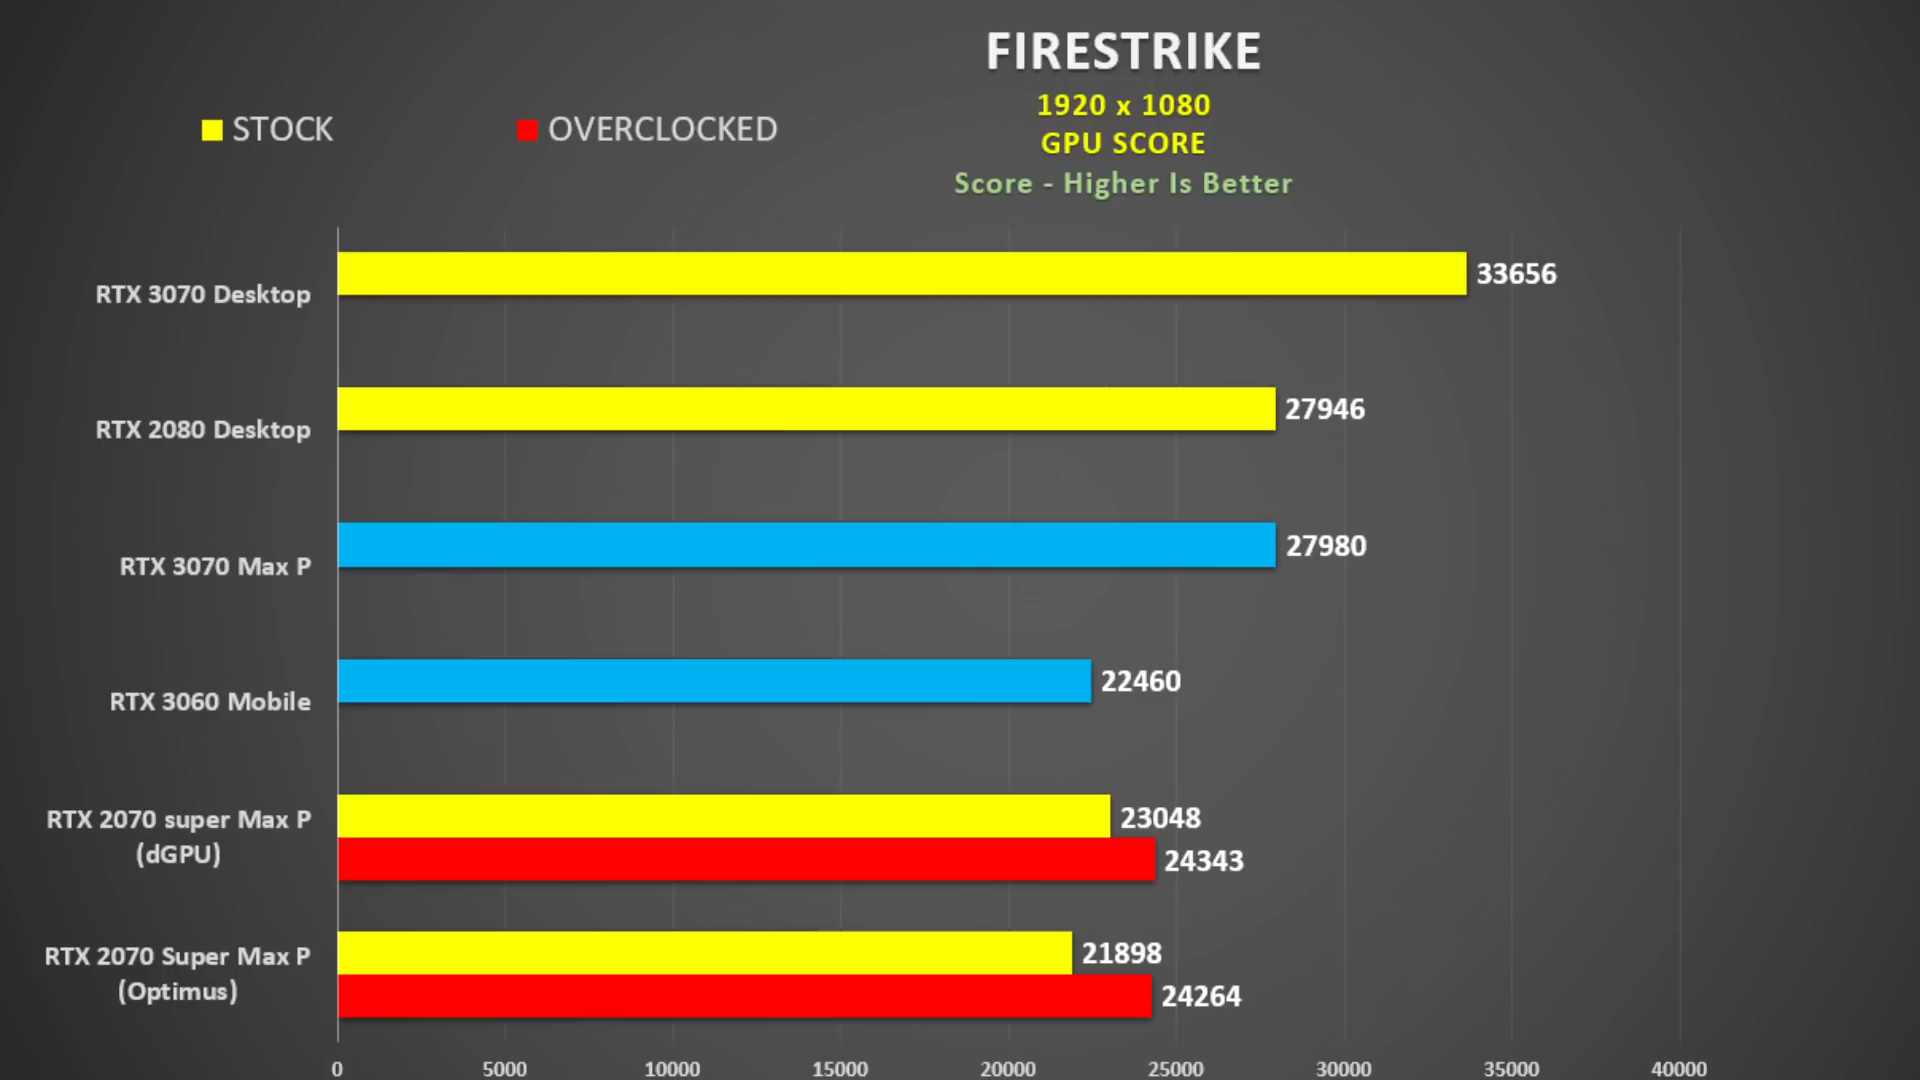 FIRESTRIKE
1920 x 1080
GPU SCORE
Score - Higher Is Better
STOCK
OVERCLOCKED
RTX 3070 Desktop
33656
RTX 2080 Desktop
27946
RTX 3070 Max P
27980
RTX 3060 Mobile
22460
RTX 2070 super Max P
(dGPU)
23048
24343
RTX 2070 Super Max P
(Optimus)
21898
24264
0 5000 10000 15000 20000 25000 30000 35000 40000